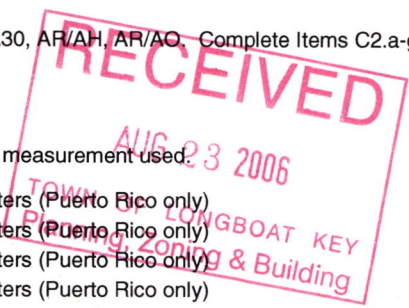 30, AR/AH, AR/AO. Complete Items C2.a-g
RECEIVED
AUG 23 2006
measurement used.
TOWN OF LONGBOAT KEY
Planning, Zoning & Building
ters (Puerto Rico only)
ters (Puerto Rico only)
ters (Puerto Rico only)
ters (Puerto Rico only)